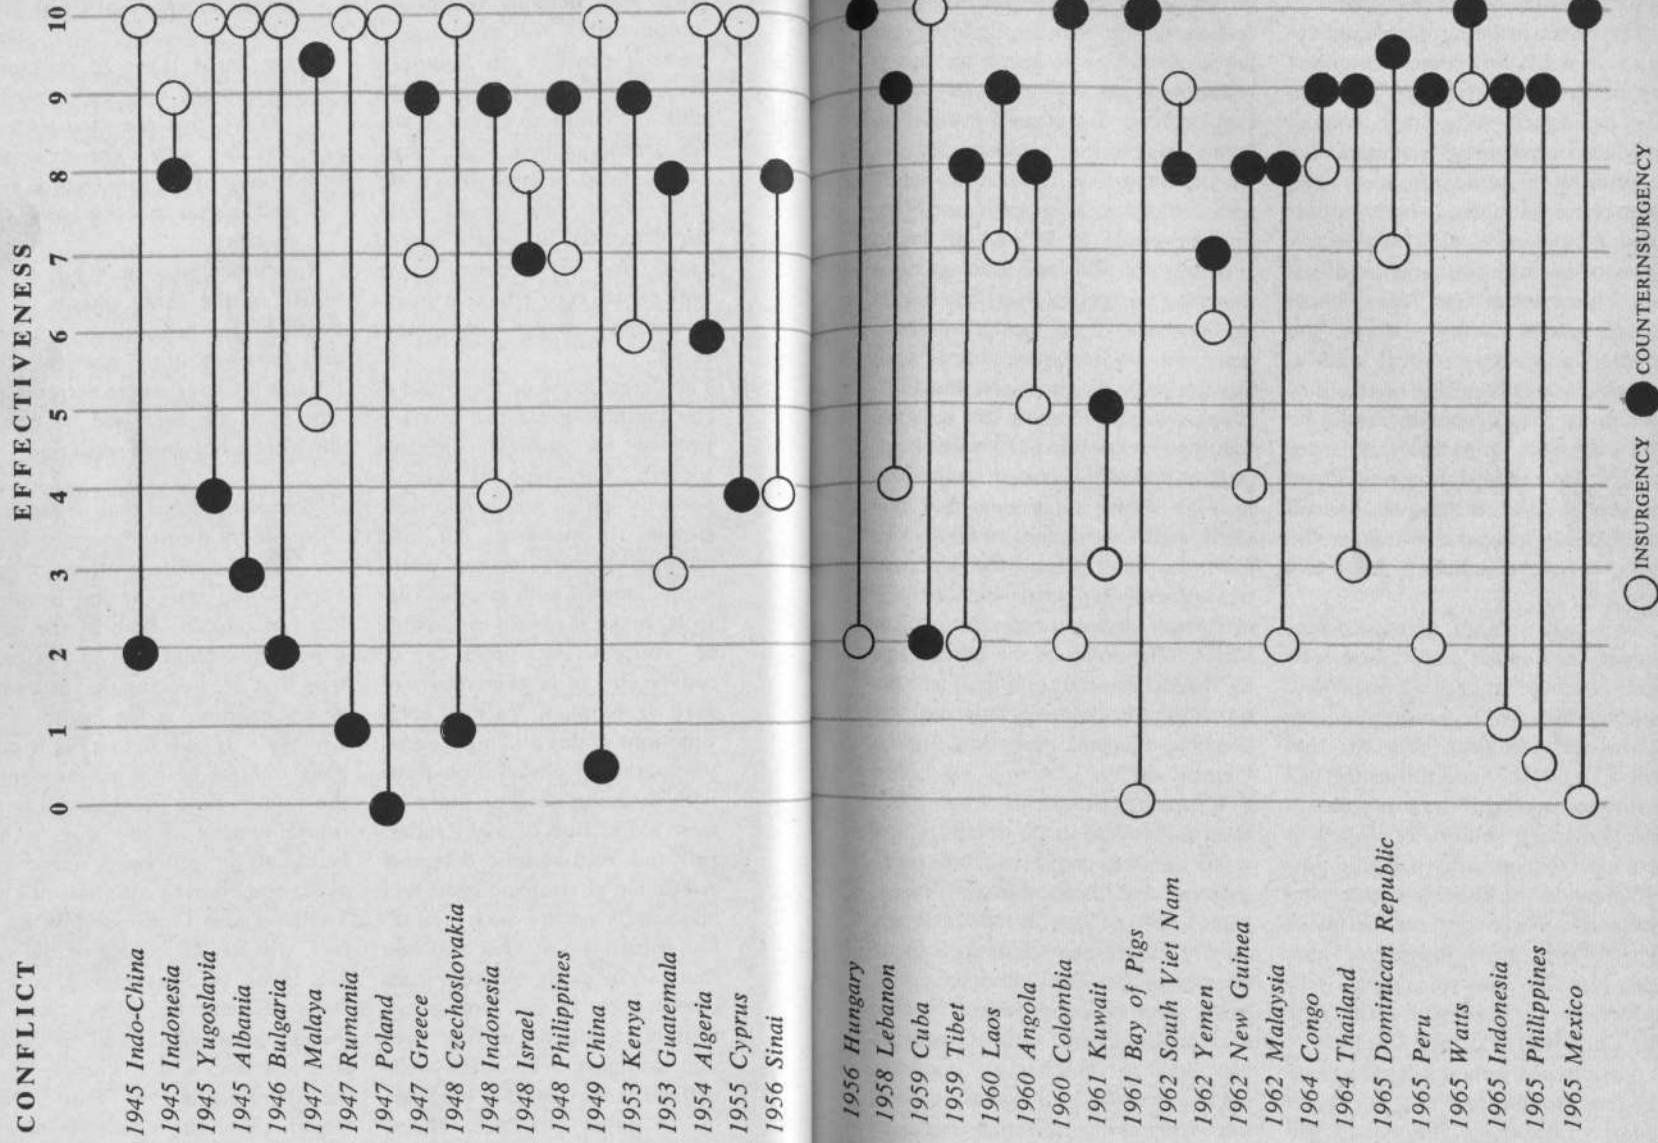 CONFLICT
EFFECTIVENESS
0 1 2 3 4 5 6 7 8 9 10
1945 Indo-China
1945 Indonesia
1945 Yugoslavia
1945 Albania
1946 Bulgaria
1947 Malaya
1947 Rumania
1947 Poland
1947 Greece
1948 Czechoslovakia
1948 Indonesia
1948 Israel
1948 Philippines
1949 China
1953 Kenya
1953 Guatemala
1954 Algeria
1955 Cyprus
1956 Sinai
1956 Hungary
1958 Lebanon
1959 Cuba
1959 Tibet
1960 Laos
1960 Angola
1960 Colombia
1961 Kuwait
1961 Bay of Pigs
1962 South Viet Nam
1962 Yemen
1962 New Guinea
1962 Malaysia
1964 Congo
1964 Thailand
1965 Dominican Republic
1965 Peru
1965 Watts
1965 Indonesia
1965 Philippines
1965 Mexico
INSURGENCY COUNTERINSURGENCY